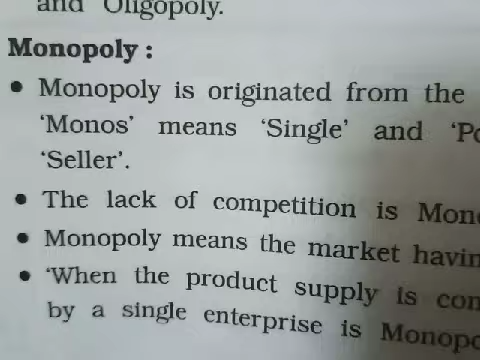 and Oligopoly.
Monopoly :
• Monopoly is originated from the
'Monos' means 'Single' and
'Seller'.
• The lack of competition is
• Monopoly means the market
• 'When the product supply is
by a single enterprise is